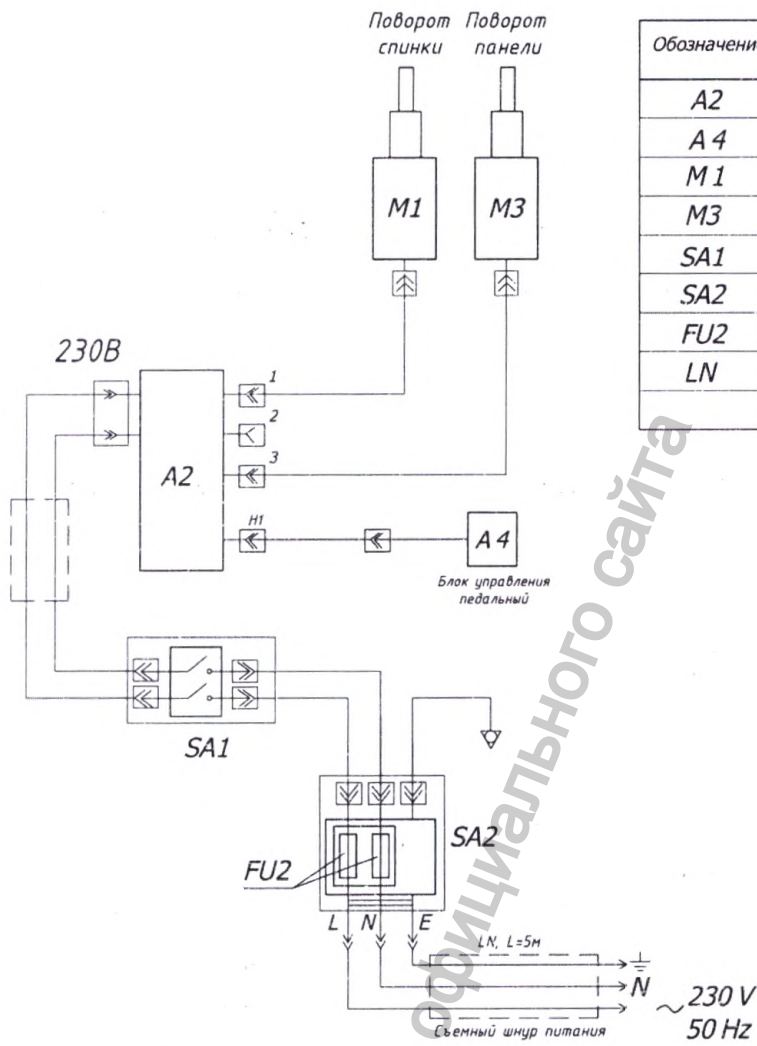 Поворот спинки
Поворот панели
M1
M3
230В
A2
1
2
3
H1
A4
Блок управления
педальный
SA1
SA2
FU2
L N E
LN, L=5м
N
~ 230 V
50 Hz
Съемный шнур питания
A2
A4
M1
M3
SA1
SA2
FU2
LN
официального сайта